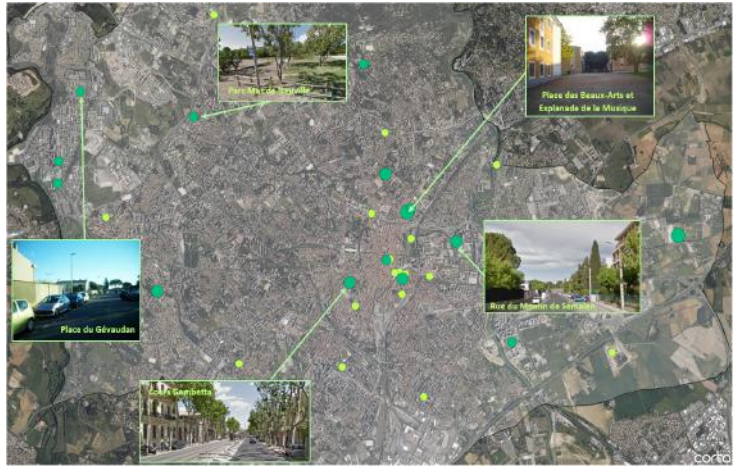 Parc Mas de Neuville
Place des Beaux-Arts et
Esplanade de la Musique
Place du Gévaudan
Rue du Moulin de Sémalen
Cours Gambetta
carto